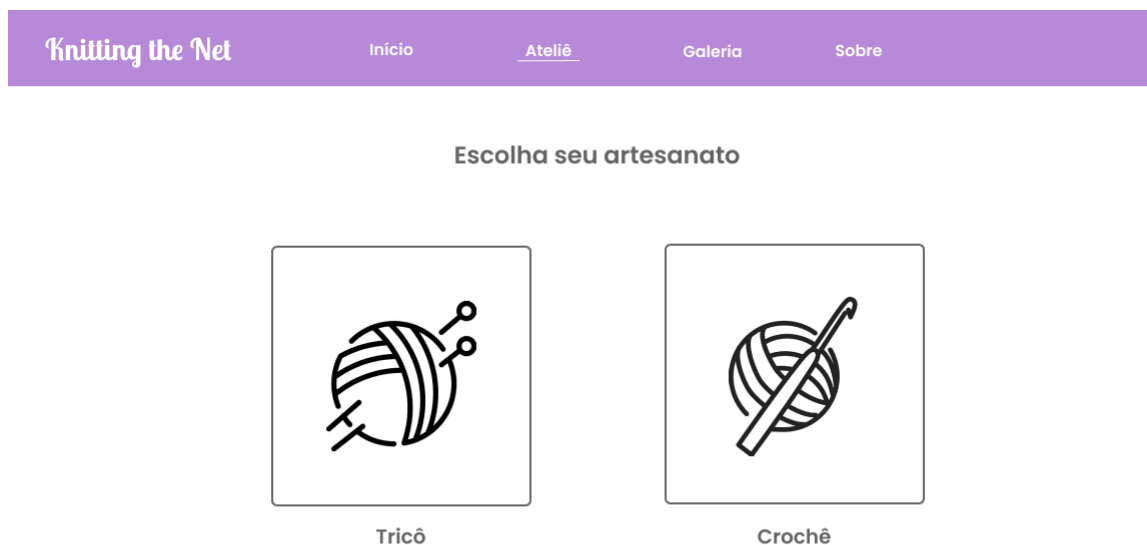 Knitting the Net Início Ateliê Galeria Sobre
Escolha seu artesanato
Tricô Crochê